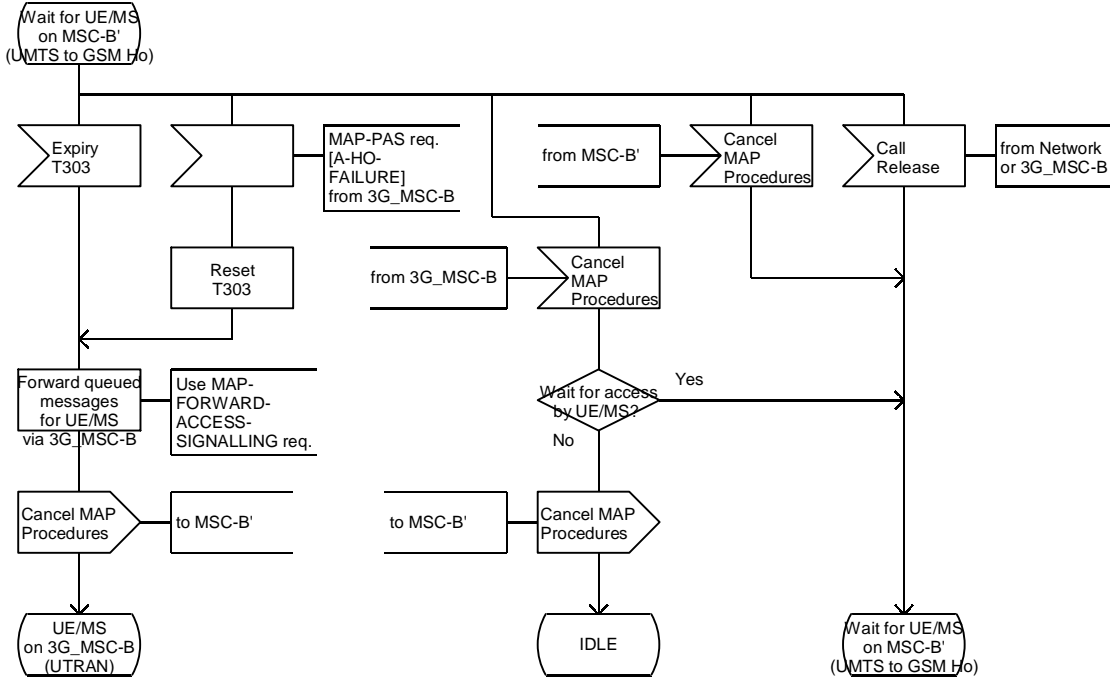 Wait for UE/MS
on MSC-B'
(UMTS to GSM Ho)
Expiry
T303
MAP-PAS req.
[A-HO-
FAILURE]
from 3G_MSC-B
from MSC-B'
Cancel
MAP
Procedures
Call
Release
from Network
or 3G_MSC-B
Reset
T303
from 3G_MSC-B
Cancel
MAP
Procedures
Forward queued
messages
for UE/MS
via 3G_MSC-B
Use MAP-
FORWARD-
ACCESS-
SIGNALLING req.
Wait for access
by UE/MS?
Yes
No
Cancel MAP
Procedures
to MSC-B'
to MSC-B'
Cancel MAP
Procedures
UE/MS
on 3G_MSC-B
(UTRAN)
IDLE
Wait for UE/MS
on MSC-B'
(UMTS to GSM Ho)